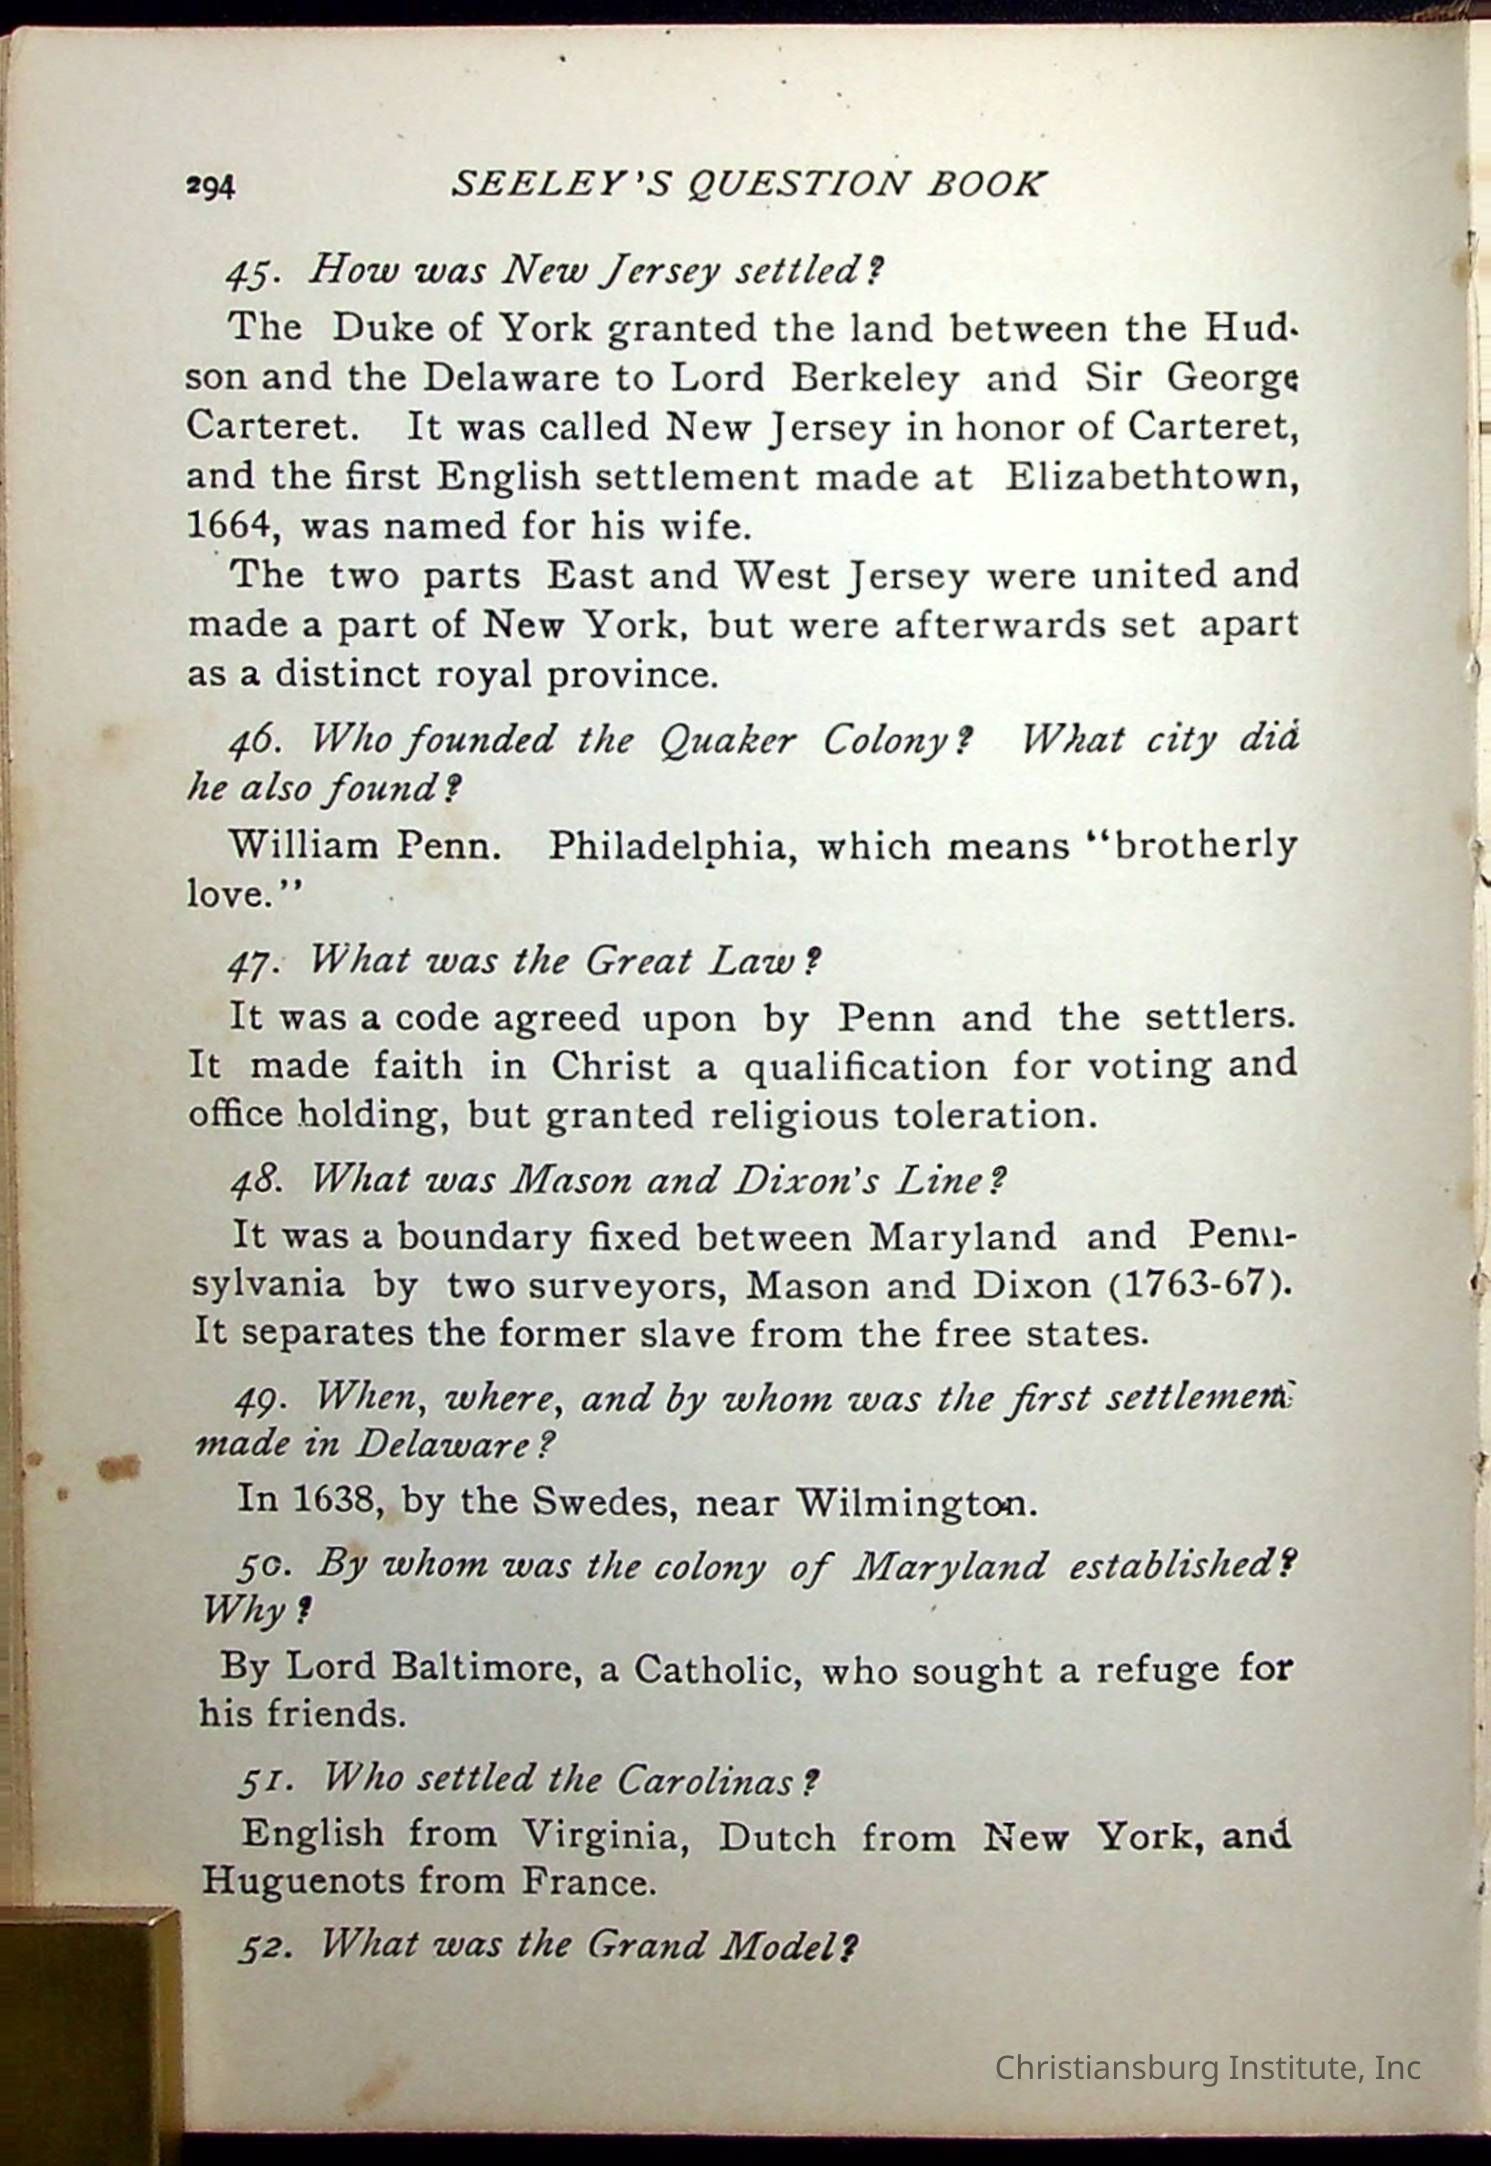 294 SEELEY'S QUESTION BOOK
45. How was New Jersey settled?
The Duke of York granted the land between the Hud-
son and the Delaware to Lord Berkeley and Sir George
Carteret. It was called New Jersey in honor of Carteret,
and the first English settlement made at Elizabethtown,
1664, was named for his wife.
The two parts East and West Jersey were united and
made a part of New York, but were afterwards set apart
as a distinct royal province.
46. Who founded the Quaker Colony? What city did
he also found?
William Penn. Philadelphia, which means "brotherly
love."
47. What was the Great Law?
It was a code agreed upon by Penn and the settlers.
It made faith in Christ a qualification for voting and
office holding, but granted religious toleration.
48. What was Mason and Dixon's Line?
It was a boundary fixed between Maryland and Penn-
sylvania by two surveyors, Mason and Dixon (1763-67).
It separates the former slave from the free states.
49. When, where, and by whom was the first settlement
made in Delaware?
In 1638, by the Swedes, near Wilmington.
50. By whom was the colony of Maryland established?
Why?
By Lord Baltimore, a Catholic, who sought a refuge for
his friends.
51. Who settled the Carolinas?
English from Virginia, Dutch from New York, and
Huguenots from France.
52. What was the Grand Model?
Christiansburg Institute, Inc